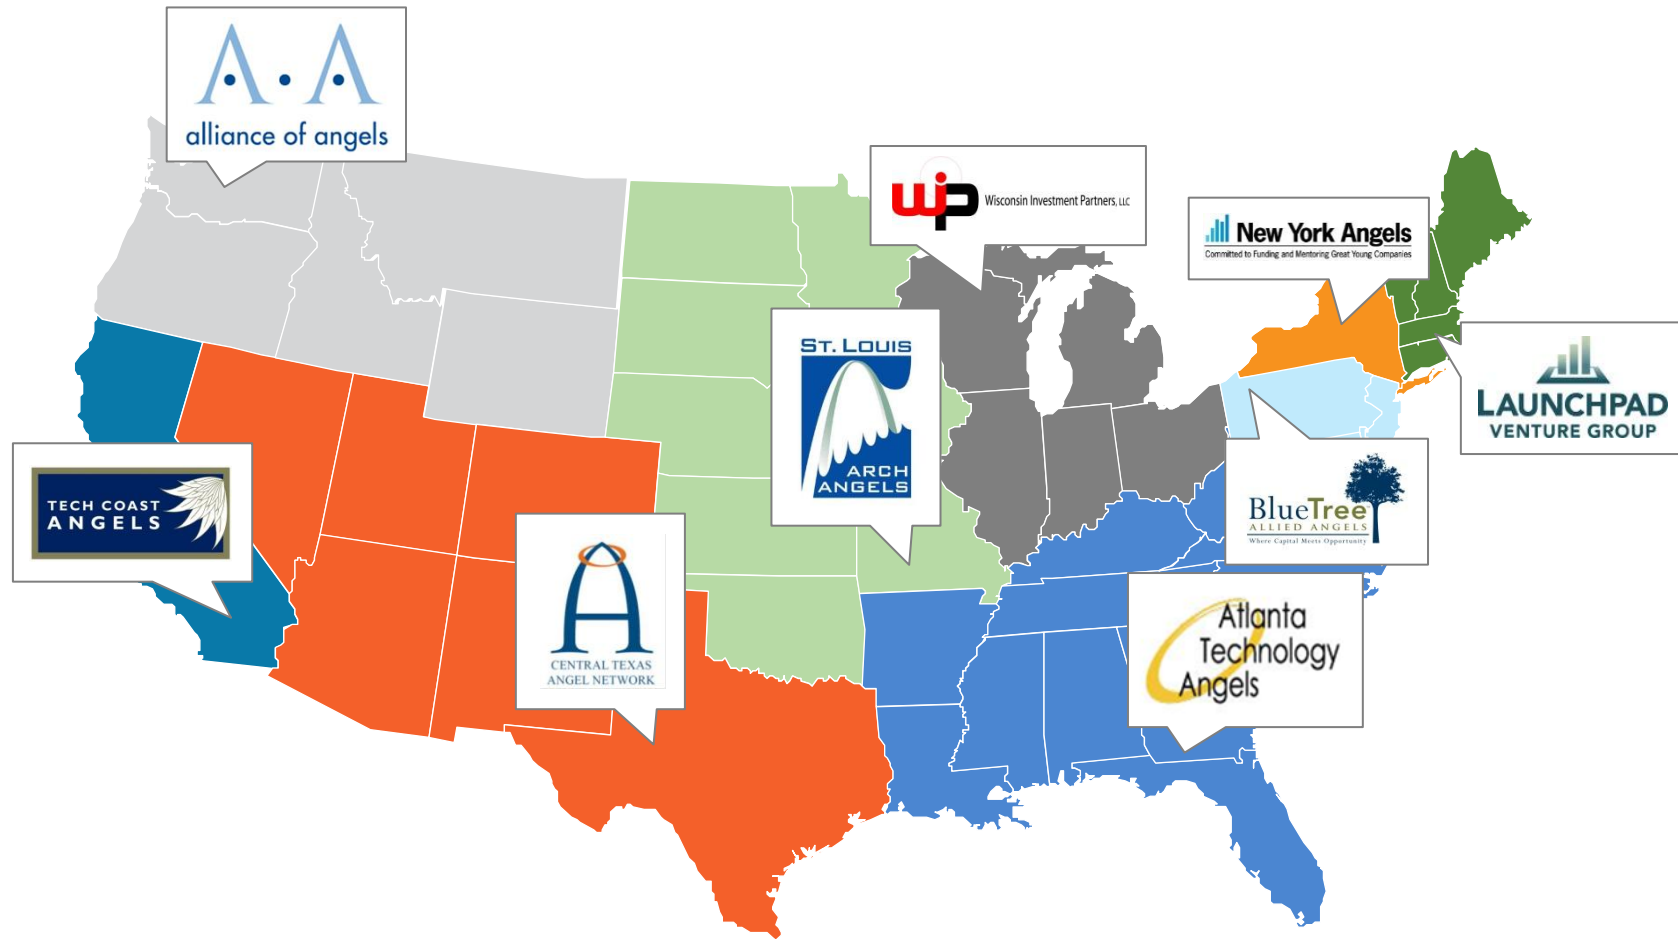 A·A
alliance of angels
wip
Wisconsin Investment Partners, LLC
New York Angels
Committed to Funding and Mentoring Great Young Companies
ST. LOUIS
ARCH
ANGELS
LAUNCHPAD
VENTURE GROUP
TECH COAST
ANGELS
BlueTree
ALLIED ANGELS
Where Capital Meets Opportunity
CENTRAL TEXAS
ANGEL NETWORK
Atlanta
Technology
Angels